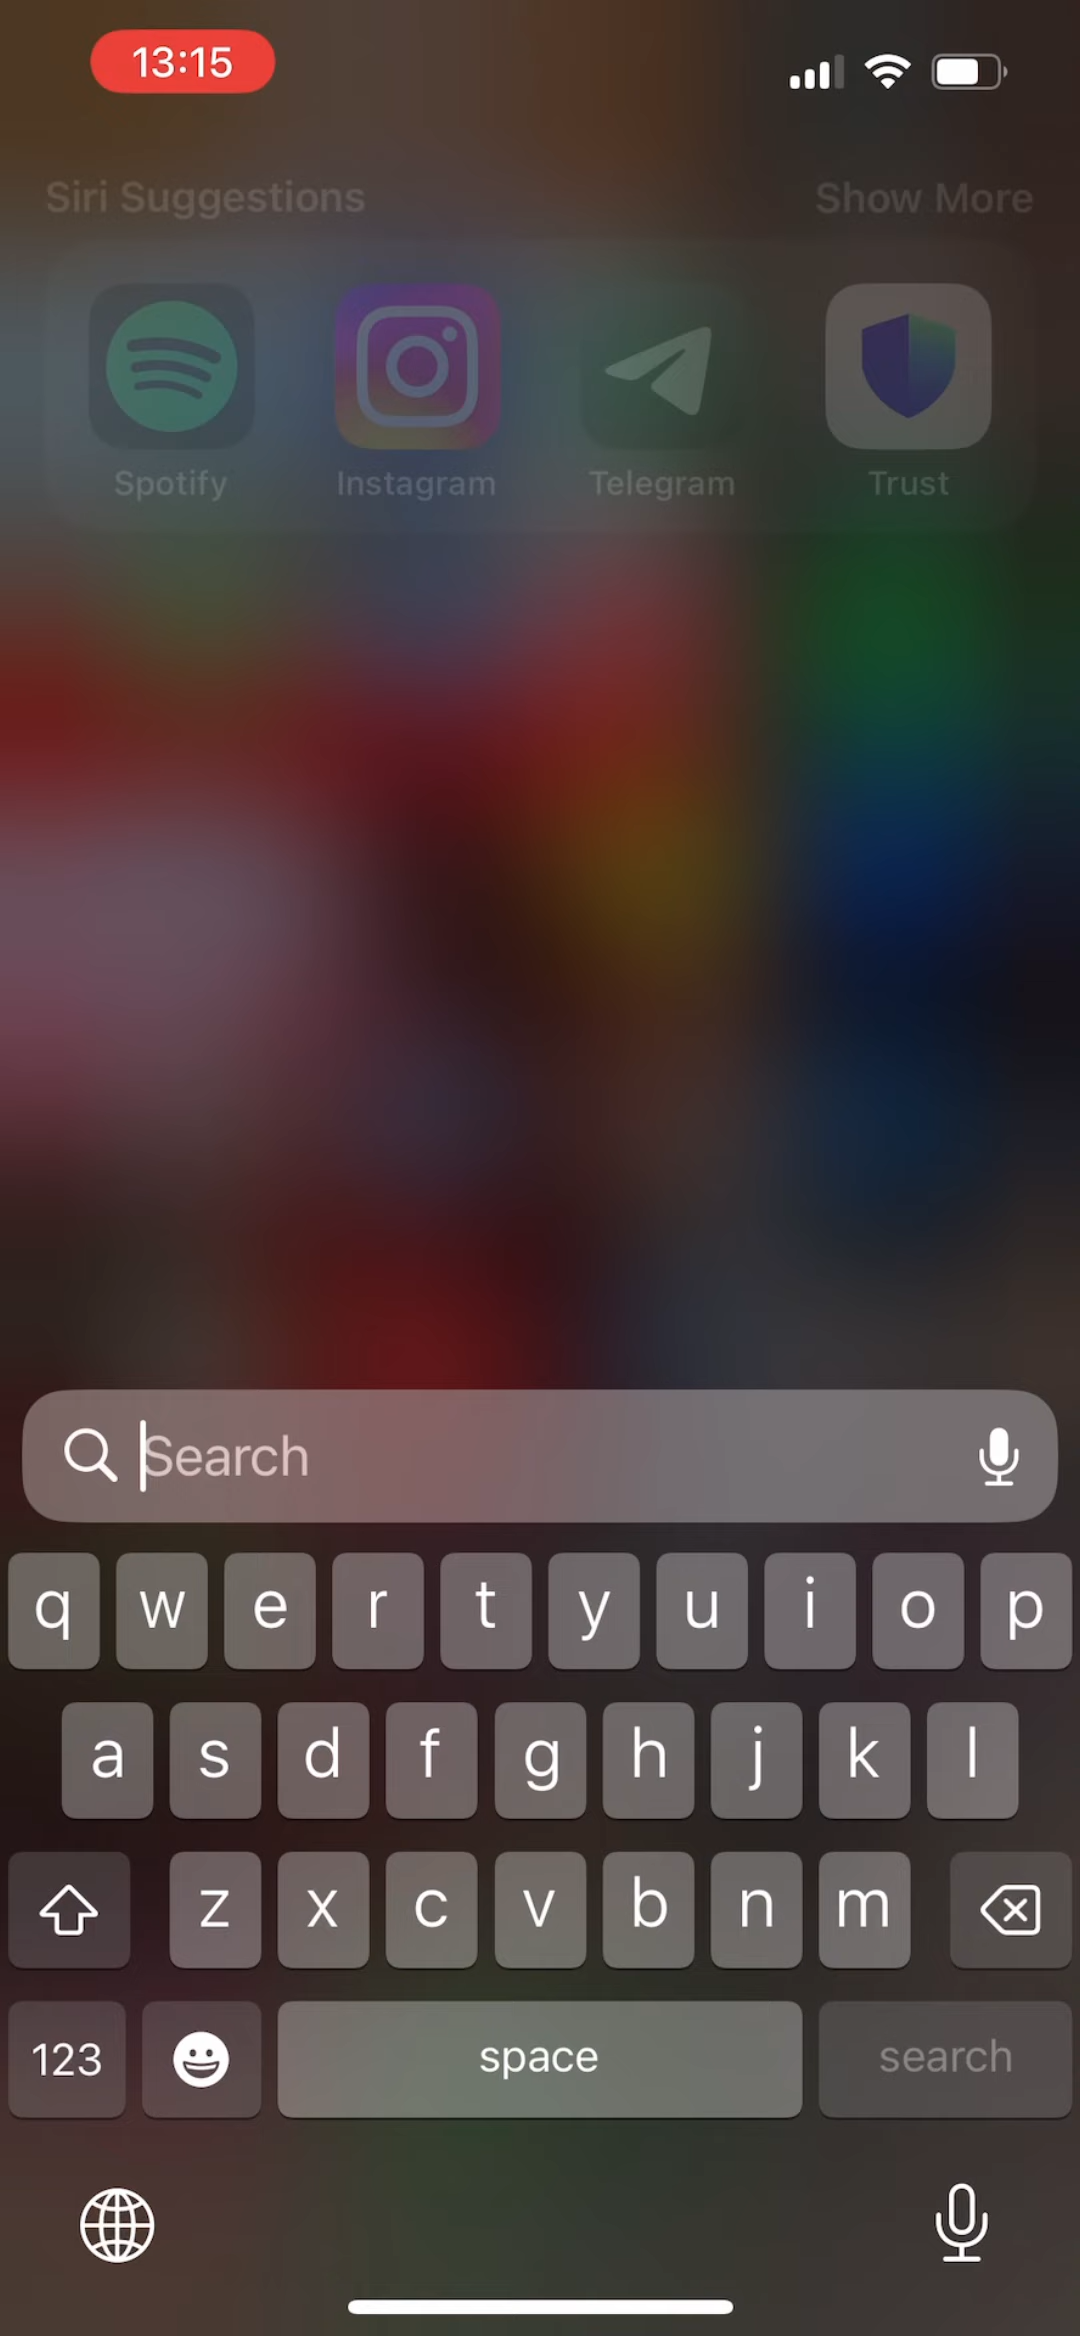 13:15
Siri Suggestions Show More
Spotify Instagram Telegram Trust
Search
q w e r t y u i o p
a s d f g h j k l
z x c v b n m
123 space search